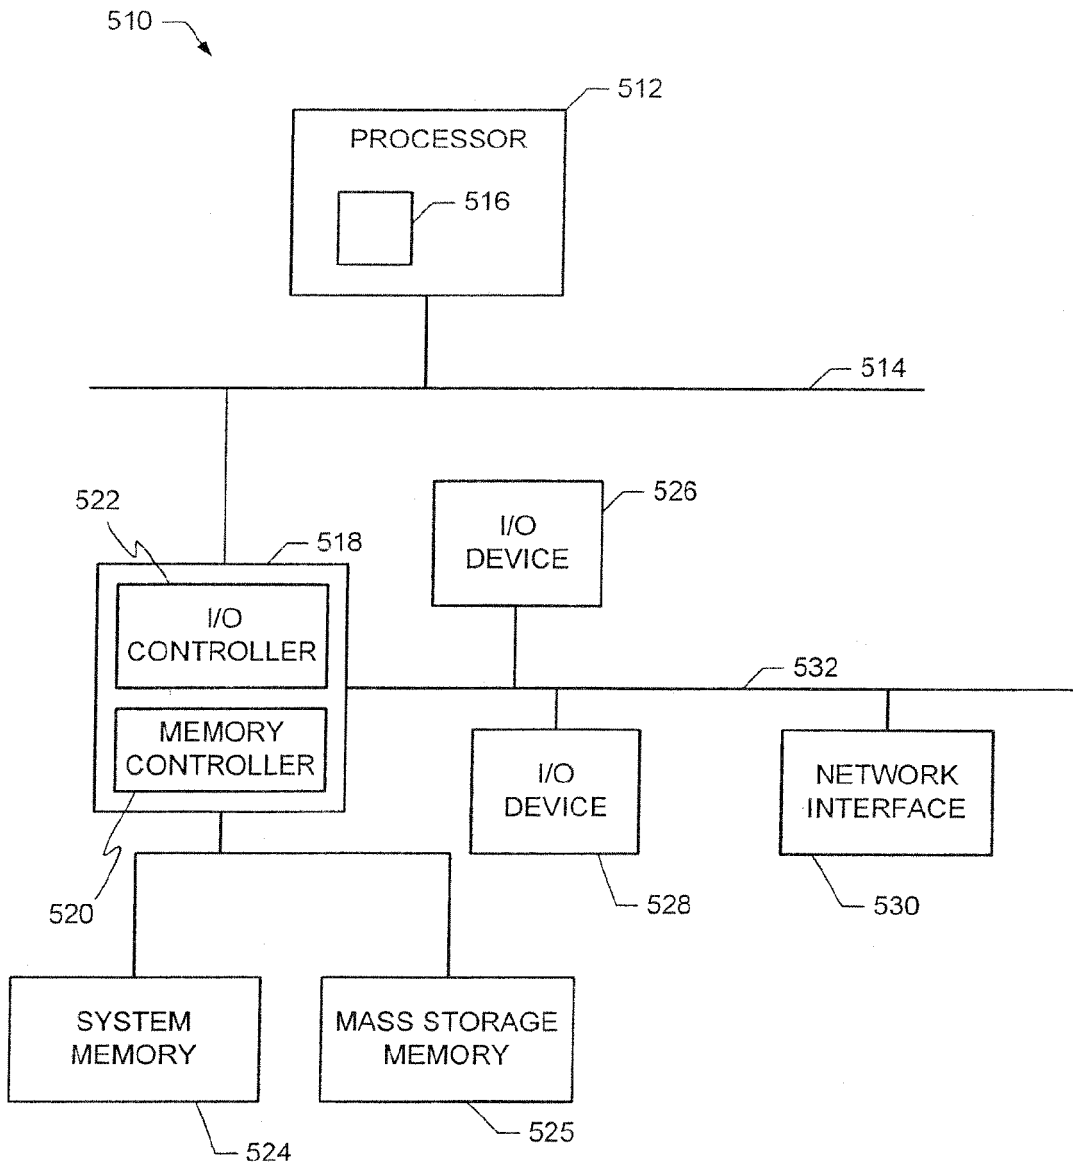 510
512
PROCESSOR
516
514
522
518
526
I/O
DEVICE
I/O
CONTROLLER
532
MEMORY
CONTROLLER
I/O
DEVICE
NETWORK
INTERFACE
520
528
530
SYSTEM
MEMORY
MASS STORAGE
MEMORY
524
525